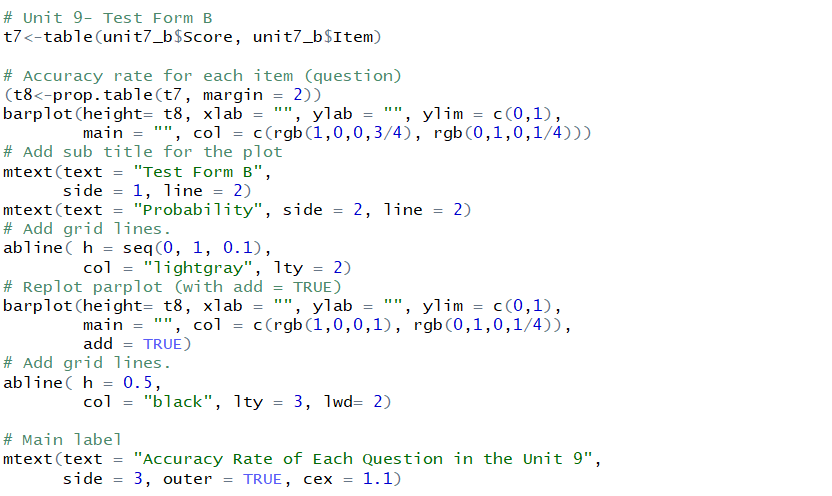 # Unit 9- Test Form B
t7<-table(unit7_b$Score, unit7_b$Item)
# Accuracy rate for each item (question)
(t8<-prop.table(t7, margin = 2))
barplot(height= t8, xlab = "", ylab = "", ylim = c(0,1),
main = "", col = c(rgb(1,0,0,3/4), rgb(0,1,0,1/4)))
# Add sub title for the plot
mtext(text = "Test Form B",
side = 1, line = 2)
mtext(text = "Probability", side = 2, line = 2)
# Add grid lines.
abline( h = seq(0, 1, 0.1),
col = "lightgray", lty = 2)
# Replot parplot (with add = TRUE)
barplot(height= t8, xlab = "", ylab = "", ylim = c(0,1),
main = "", col = c(rgb(1,0,0,1), rgb(0,1,0,1/4)),
add = TRUE)
# Add grid lines.
abline( h = 0.5,
col = "black", lty = 3, lwd= 2)
# Main label
mtext(text = "Accuracy Rate of Each Question in the Unit 9",
side = 3, outer = TRUE, cex = 1.1)